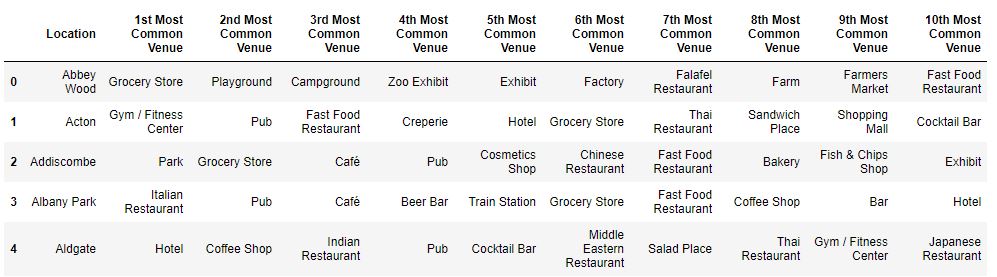 Location 1st Most Common Venue 2nd Most Common Venue 3rd Most Common Venue 4th Most Common Venue 5th Most Common Venue 6th Most Common Venue 7th Most Common Venue 8th Most Common Venue 9th Most Common Venue 10th Most Common Venue
0 Abbey Wood Grocery Store Playground Campground Zoo Exhibit Exhibit Factory Falafel Restaurant Farm Farmers Market Fast Food Restaurant
1 Acton Gym / Fitness Center Pub Fast Food Restaurant Creperie Hotel Grocery Store Thai Restaurant Sandwich Place Shopping Mall Cocktail Bar
2 Addiscombe Park Grocery Store Café Pub Cosmetics Shop Chinese Restaurant Fast Food Restaurant Bakery Fish & Chips Shop Exhibit
3 Albany Park Italian Restaurant Pub Café Beer Bar Train Station Grocery Store Fast Food Restaurant Coffee Shop Bar Hotel
4 Aldgate Hotel Coffee Shop Indian Restaurant Pub Cocktail Bar Middle Eastern Restaurant Salad Place Thai Restaurant Gym / Fitness Center Japanese Restaurant